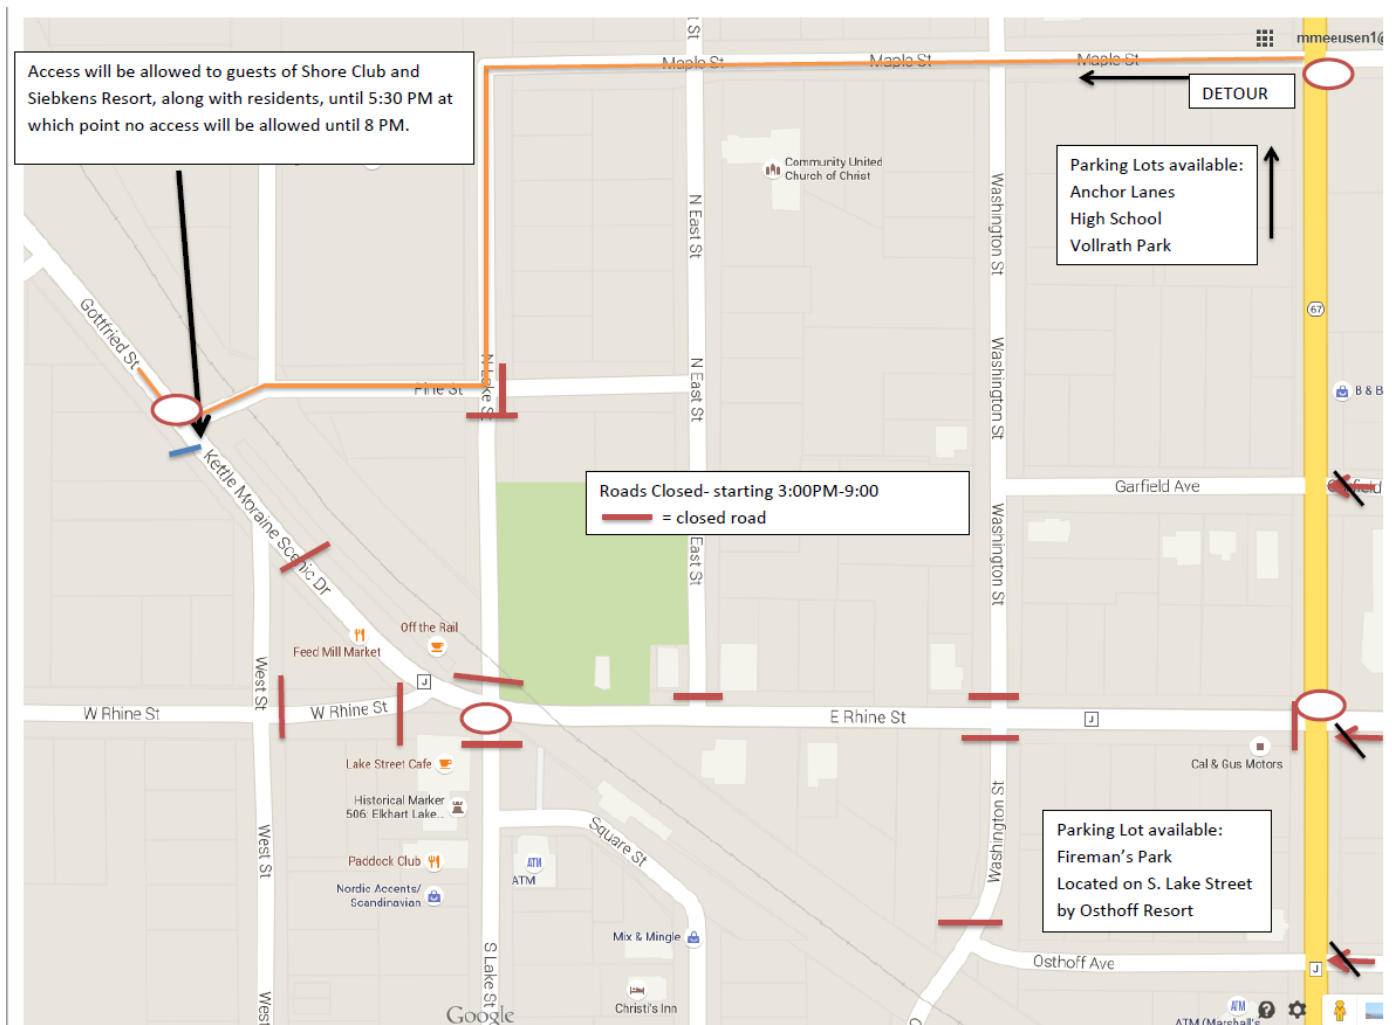 t St
mmeeusen1@
Access will be allowed to guests of Shore Club and
Siebkens Resort, along with residents, until 5:30 PM at
which point no access will be allowed until 8 PM.
Maple St
Maple St
Maple St
DETOUR
Community United
Church of Christ
Parking Lots available:
Anchor Lanes
High School
Vollrath Park
N East St
Washington St
67
Gottfried St
N Lake St
N East St
Washington St
Pine St
B & B
Kettle Moraine Scenic Dr
Roads Closed- starting 3:00PM-9:00
= closed road
Garfield Ave
East St
Washington St
Off the Rail
Feed Mill Market
West St
J
W Rhine St
W Rhine St
E Rhine St
J
Lake Street Cafe
Cal & Gus Motors
Historical Marker
506: Elkhart Lake..
West St
Square St
Washington St
Parking Lot available:
Fireman's Park
Located on S. Lake Street
by Osthoff Resort
Paddock Club
ATM
ATM
Nordic Accents/
Scandinavian
Mix & Mingle
S Lake St
Osthoff Ave
J
West
Christi's Inn
Google
ATM
ATM (Marshall's